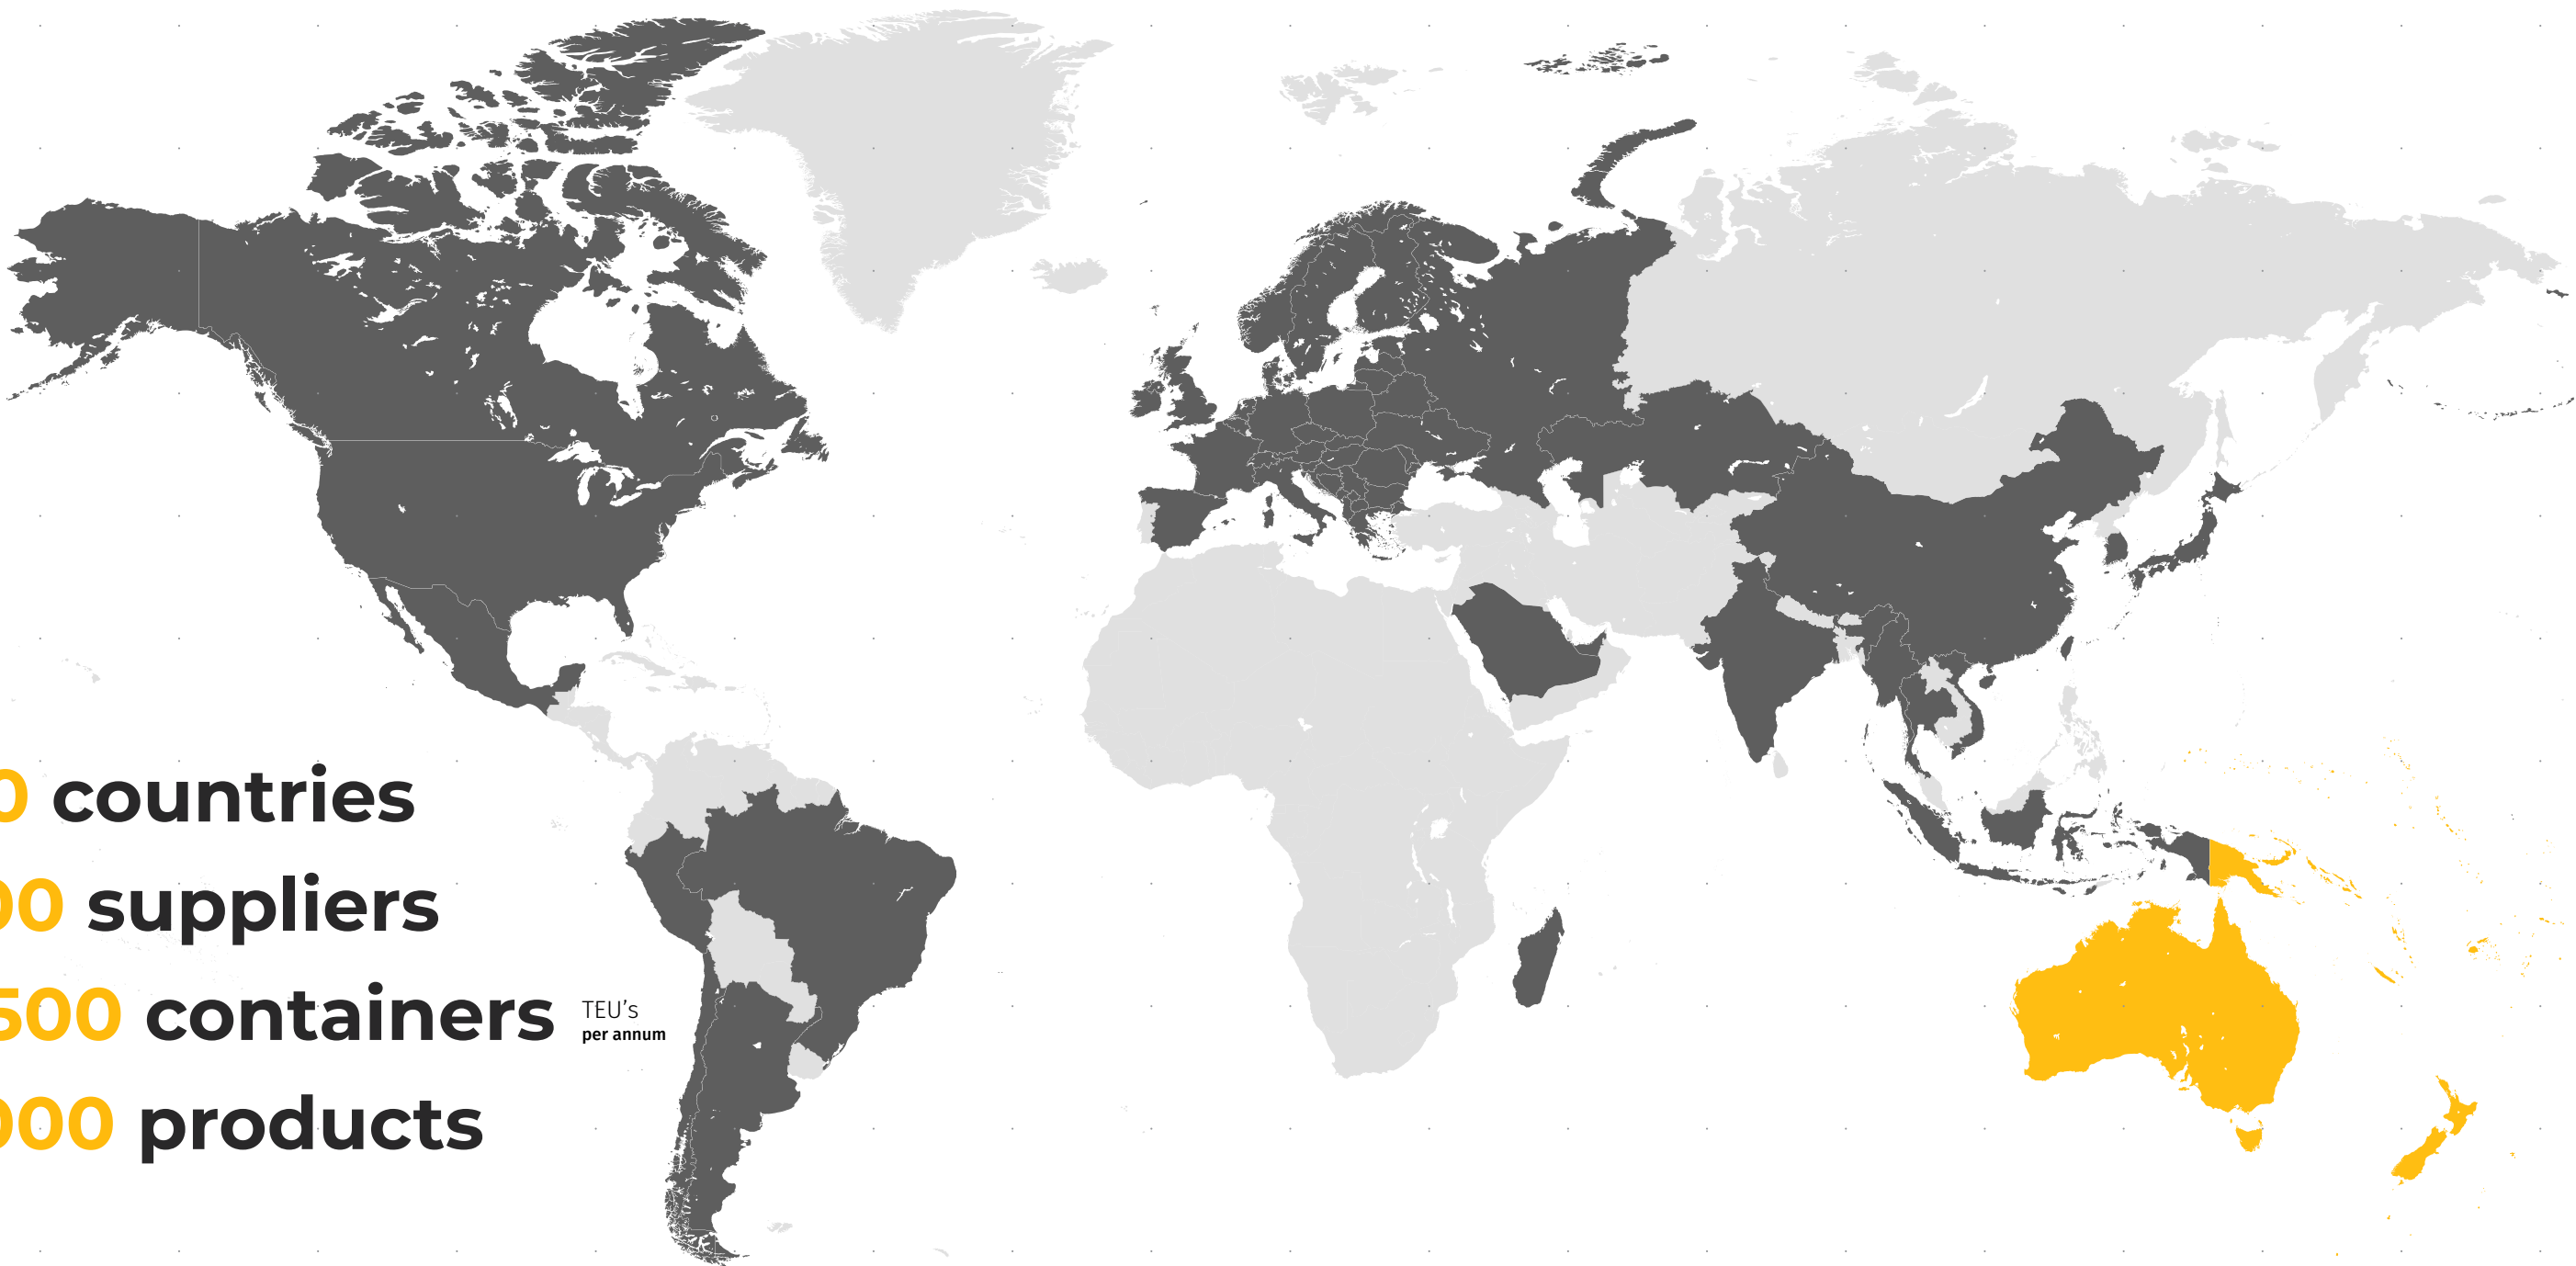 0 countries
00 suppliers
500 containers TEU's
per annum
000 products